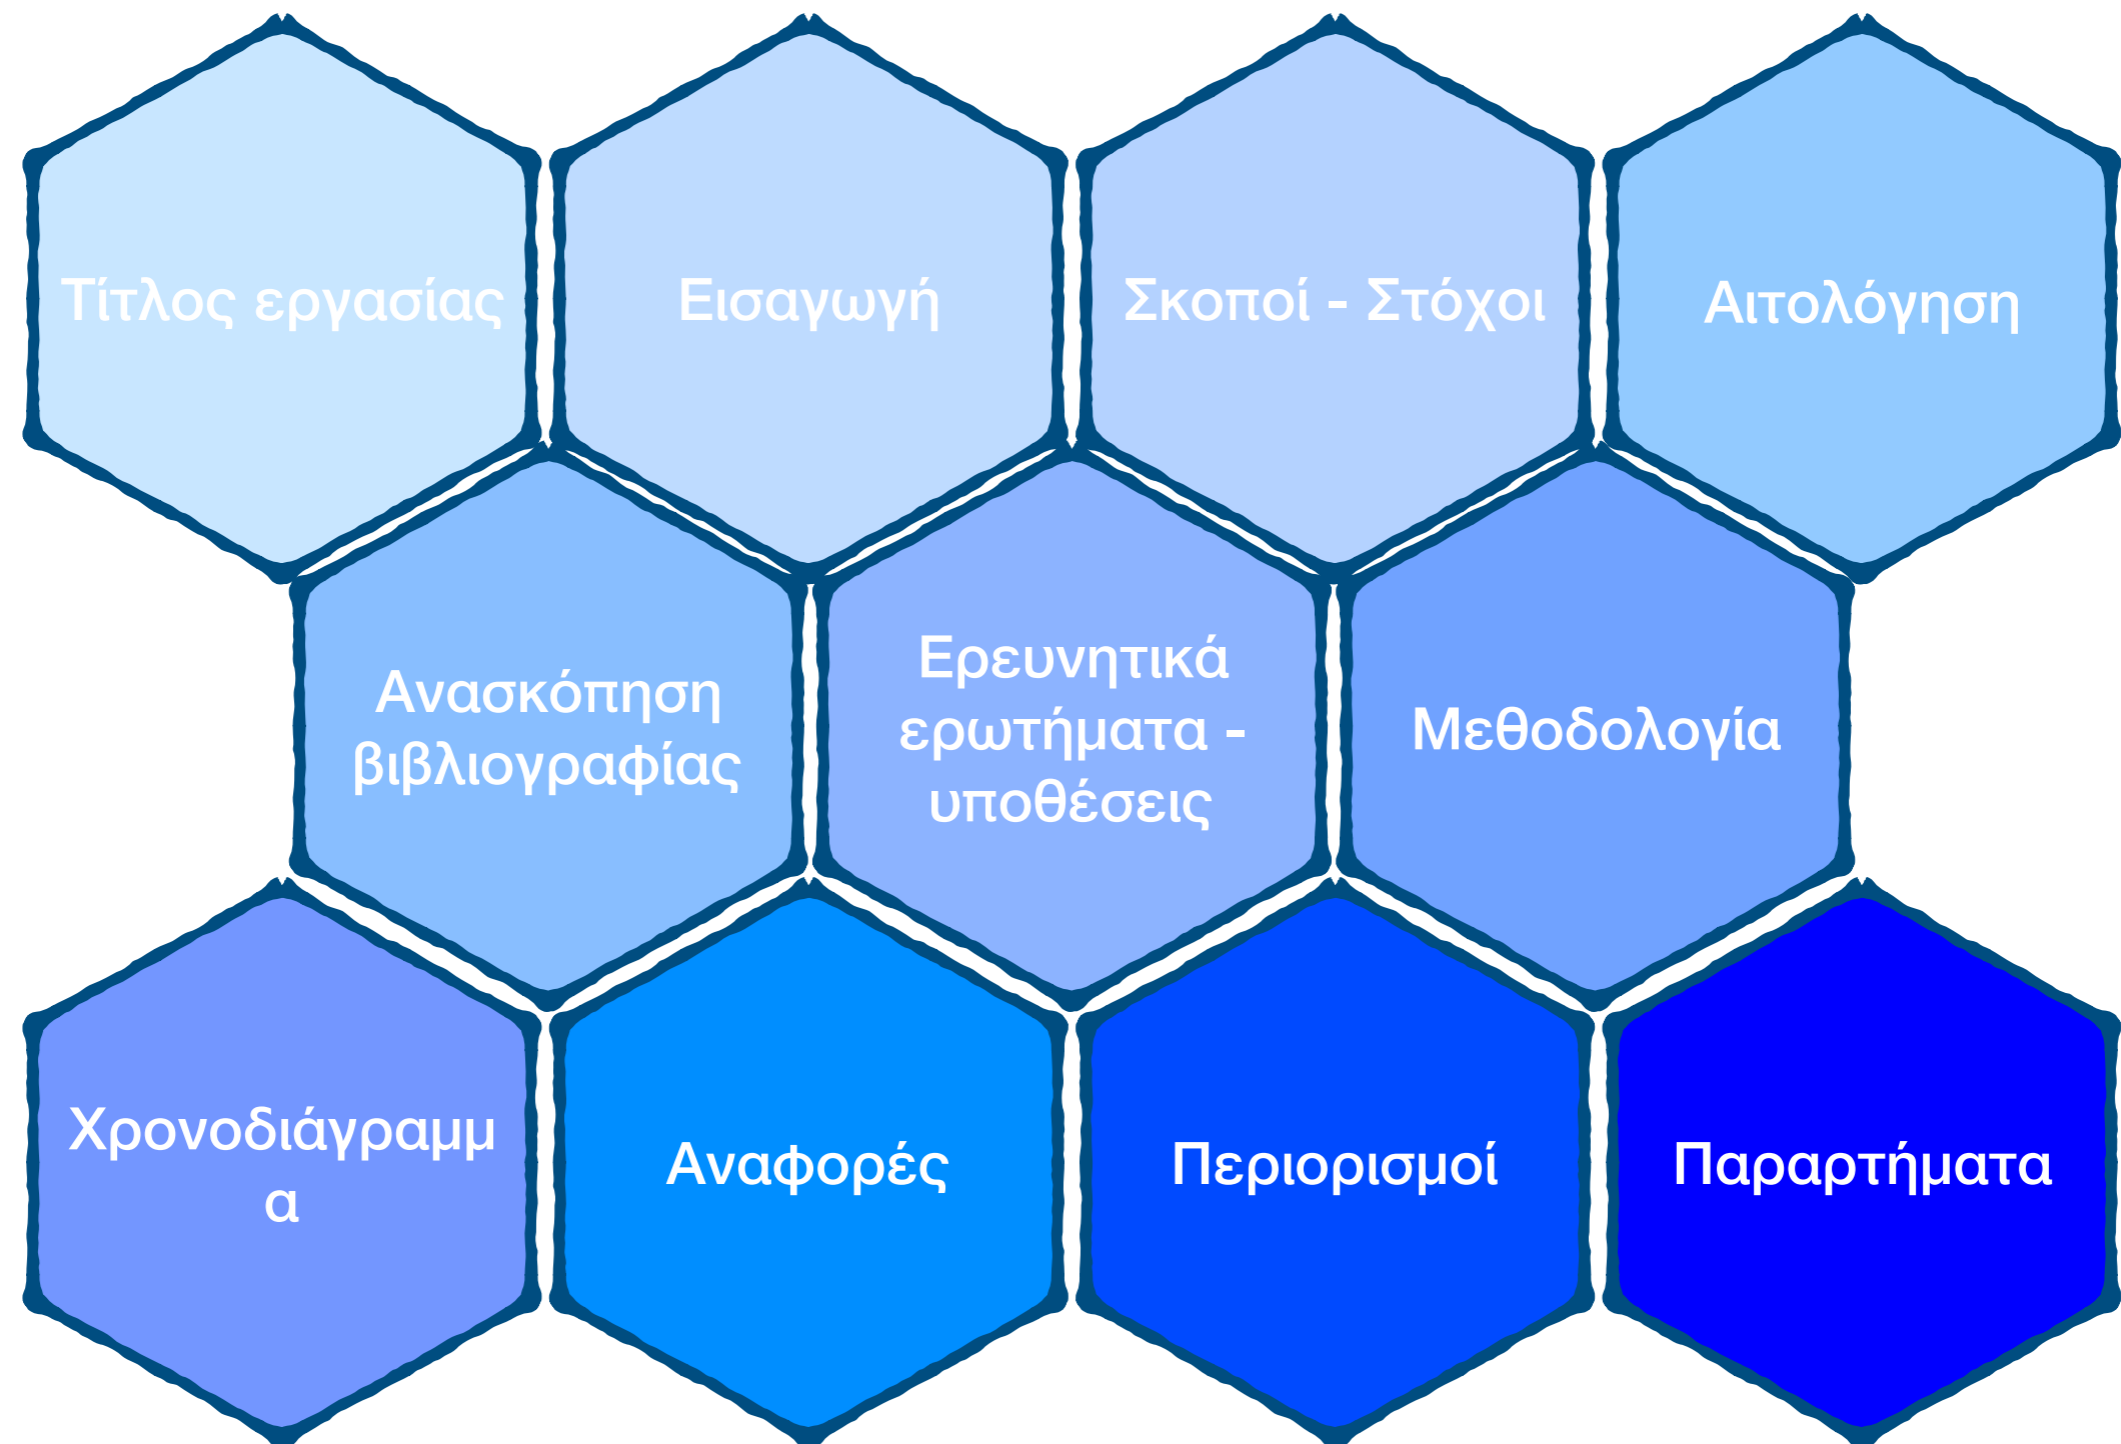 Τίτλος εργασίας
Εισαγωγή
Σκοποί - Στόχοι
Αιτολόγηση
Ανασκόπηση
βιβλιογραφίας
Ερευνητικά
ερωτήματα -
υποθέσεις
Μεθοδολογία
Χρονοδιάγραμμ
α
Αναφορές
Περιορισμοί
Παραρτήματα